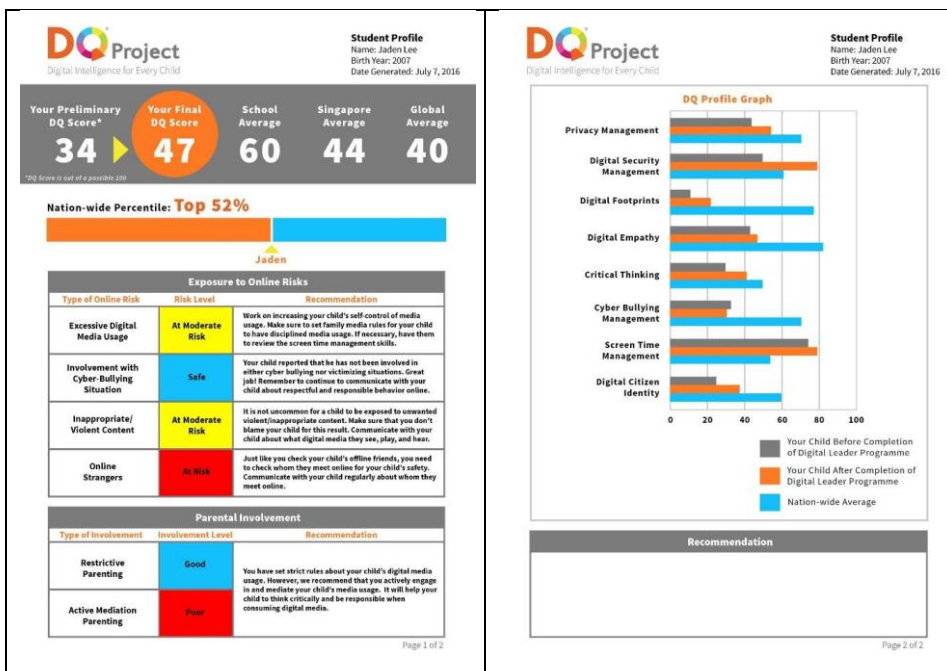 DQ Project
Digital Intelligence for Every Child
Student Profile
Name: Jaden Lee
Birth Year: 2007
Date Generated: July 7, 2016
Your Preliminary
DQ Score*
34
Your Final
DQ Score
47
School
Average
60
Singapore
Average
44
Global
Average
40
*DQ Score is out of a possible 100
Nation-wide Percentile: Top 52%
Jaden
Exposure to Online Risks
Type of Online Risk Risk Level Recommendation
Excessive Digital
Media Usage
At Moderate
Risk
Work on increasing your child's self-control of media
usage. Make sure to set family media rules for your child
to have disciplined media usage. If necessary, have them
to review the screen time management skills.
Involvement with
Cyber-Bullying
Situation
Safe
Your child reported that he has not been involved in
either cyber bullying nor victimizing situations. Great
job! Remember to continue to communicate with your
child about respectful and responsible behavior online.
Inappropriate/
Violent Content
At Moderate
Risk
It is not uncommon for a child to be exposed to unwanted
violent/inappropriate content. Make sure that you don't
blame your child for this result. Communicate with your
child about what digital media they see, play, and hear.
Online
Strangers
At Risk
Just like you check your child's offline friends, you need
to check whom they meet online for your child's safety.
Communicate with your child regularly about whom they
meet online.
Parental Involvement
Type of Involvement Involvement Level Recommendation
Restrictive
Parenting
Good
Active Mediation
Parenting
Poor
You have set strict rules about your child's digital media
usage. However, we recommend that you actively engage
in and mediate your child's media usage. It will help your
child to think critically and be responsible when
consuming digital media.
Page 1 of 2
DQ Project
Digital Intelligence for Every Child
Student Profile
Name: Jaden Lee
Birth Year: 2007
Date Generated: July 7, 2016
DQ Profile Graph
Privacy Management
Digital Security
Management
Digital Footprints
Digital Empathy
Critical Thinking
Cyber Bullying
Management
Screen Time
Management
Digital Citizen
Identity
0 20 40 60 80 100
Your Child Before Completion
of Digital Leader Programme
Your Child After Completion of
Digital Leader Programme
Nation-wide Average
Recommendation
Page 2 of 2